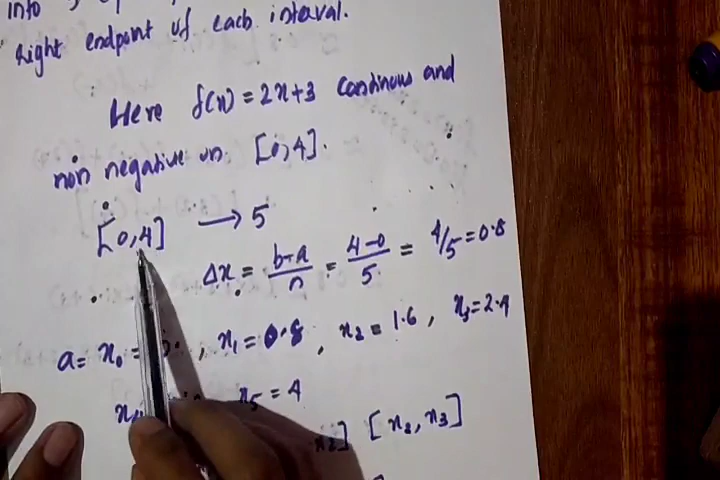 into
right endpoint of each interval.
Here f(x) = 2x+3 continous and
non negative on [0,4].
[0,4] → 5
Δx = b-a/n = 4-0/5 = 4/5 = 0.8
a = x₀ = , x₁ = 0.8 , x₂ = 1.6 , x₃ = 2.4
x₅ = 4
[x₂, x₃]